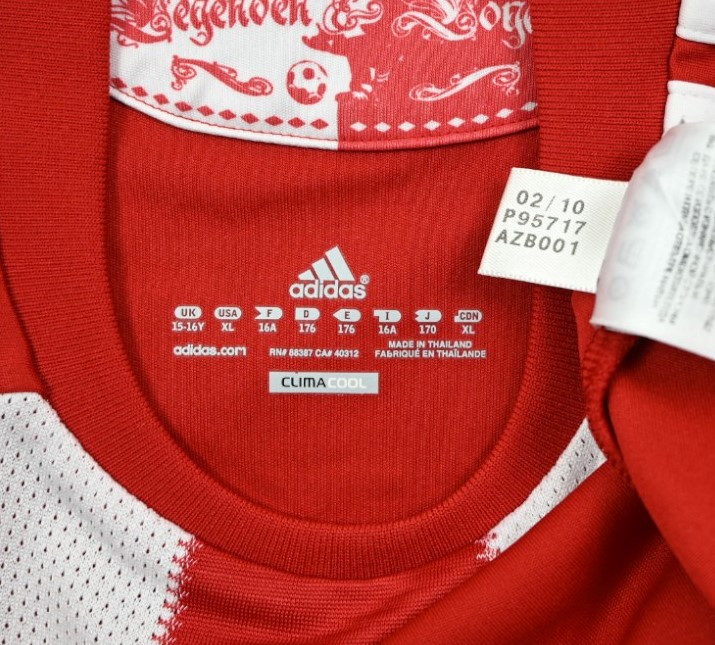 Legenden &
02/10
P95717
AZB001
adidas®
UK USA F D E I J CDN
15-16Y XL 16A 176 176 16A 170 XL
adidas.com RN# 88387 CA# 40312 MADE IN THAILAND
FABRIQUÉ EN THAÏLANDE
CLIMACOOL